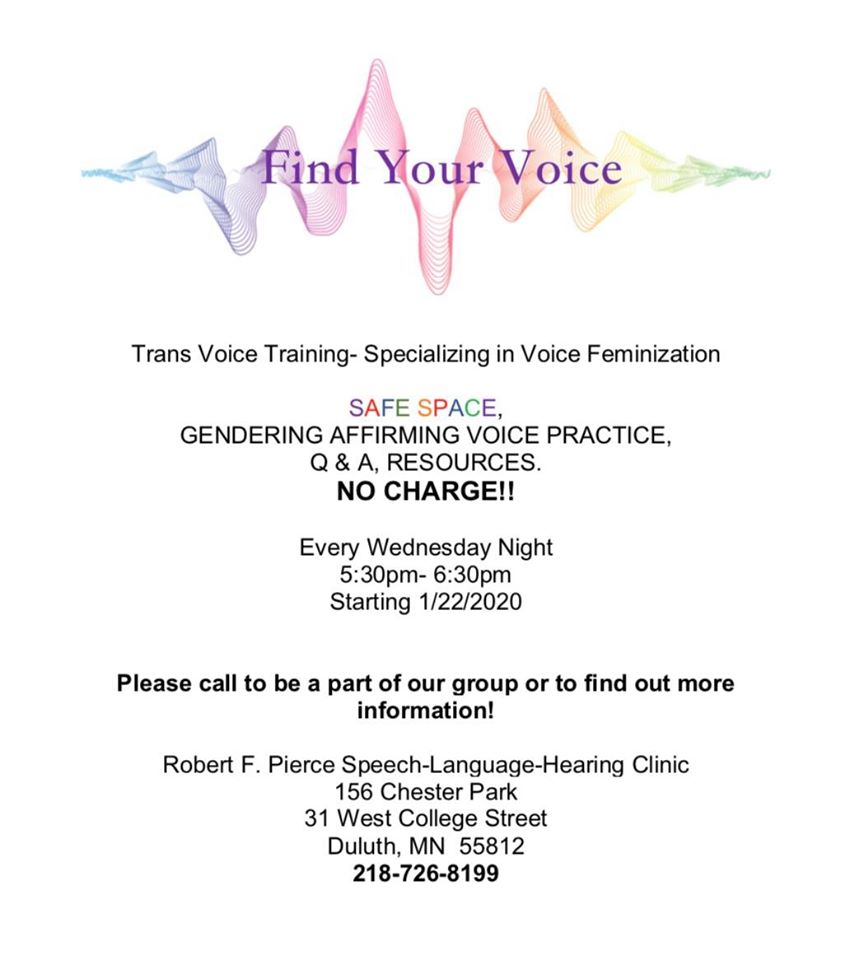 Find Your Voice
Trans Voice Training- Specializing in Voice Feminization
SAFE SPACE,
GENDERING AFFIRMING VOICE PRACTICE,
Q & A, RESOURCES.
NO CHARGE!!
Every Wednesday Night
5:30pm- 6:30pm
Starting 1/22/2020
Please call to be a part of our group or to find out more
information!
Robert F. Pierce Speech-Language-Hearing Clinic
156 Chester Park
31 West College Street
Duluth, MN  55812
218-726-8199